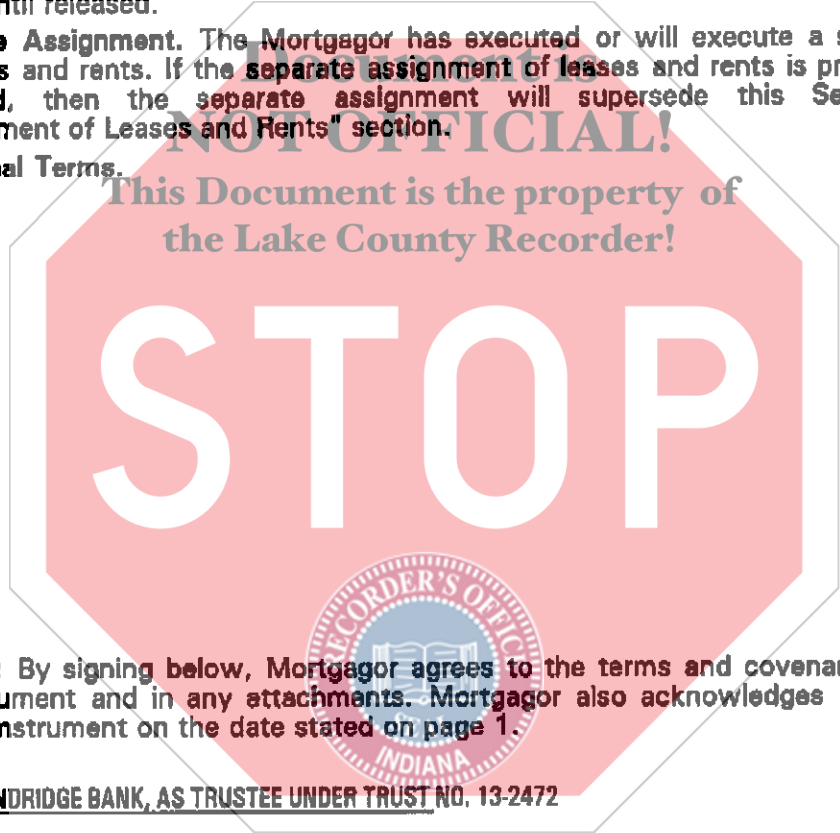 ntil released.
e Assignment. The Mortgagor has executed or will execute a s
s and rents. If the separate assignment of leases and rents is pr
d, then the separate assignment will supersede this Se
ment of Leases and Rents" section.
al Terms.
Document is
NOT OFFICIAL!
This Document is the property of
the Lake County Recorder!
STOP
RECORDER'S OFFIC
INDIANA
By signing below, Mortgagor agrees to the terms and covena
ument and in any attachments. Mortgagor also acknowledges
nstrument on the date stated on page 1.
NDRIDGE BANK, AS TRUSTEE UNDER TRUST NO. 13-2472